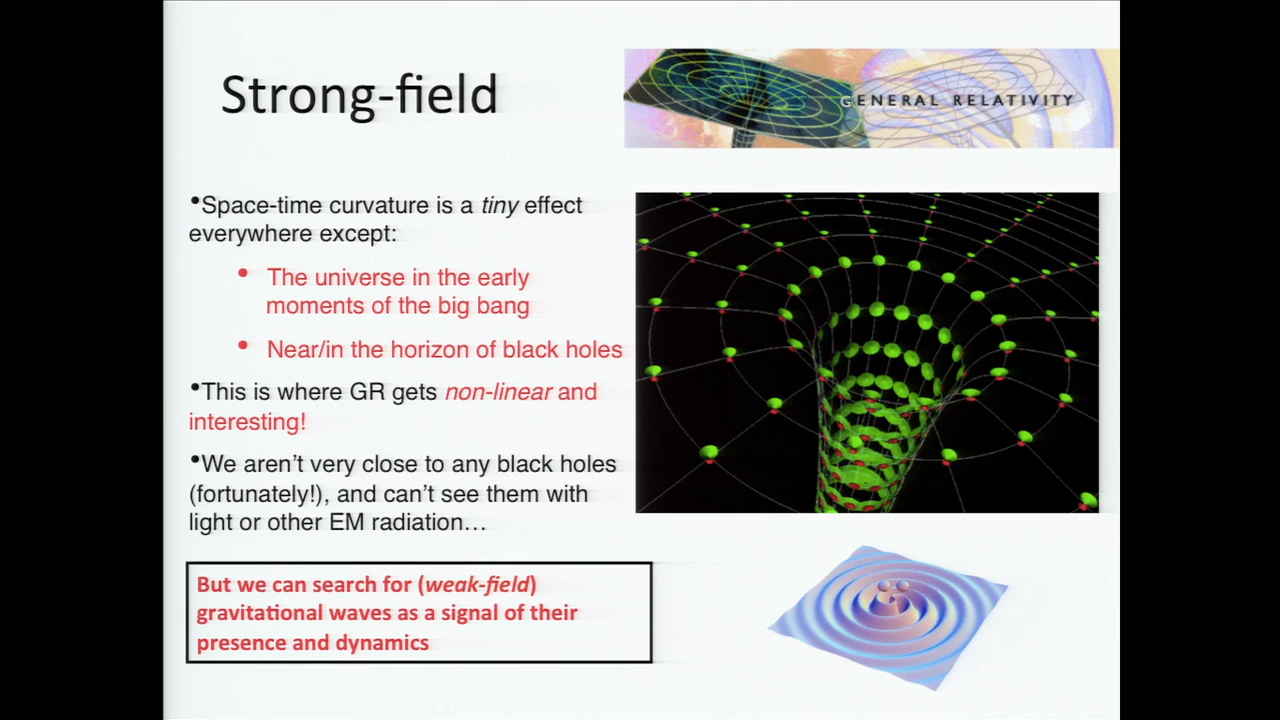 Strong-field
GENERAL RELATIVITY
•Space-time curvature is a tiny effect
everywhere except:
• The universe in the early
moments of the big bang
• Near/in the horizon of black holes
•This is where GR gets non-linear and
interesting!
•We aren’t very close to any black holes
(fortunately!), and can’t see them with
light or other EM radiation…
But we can search for (weak-field)
gravitational waves as a signal of their
presence and dynamics